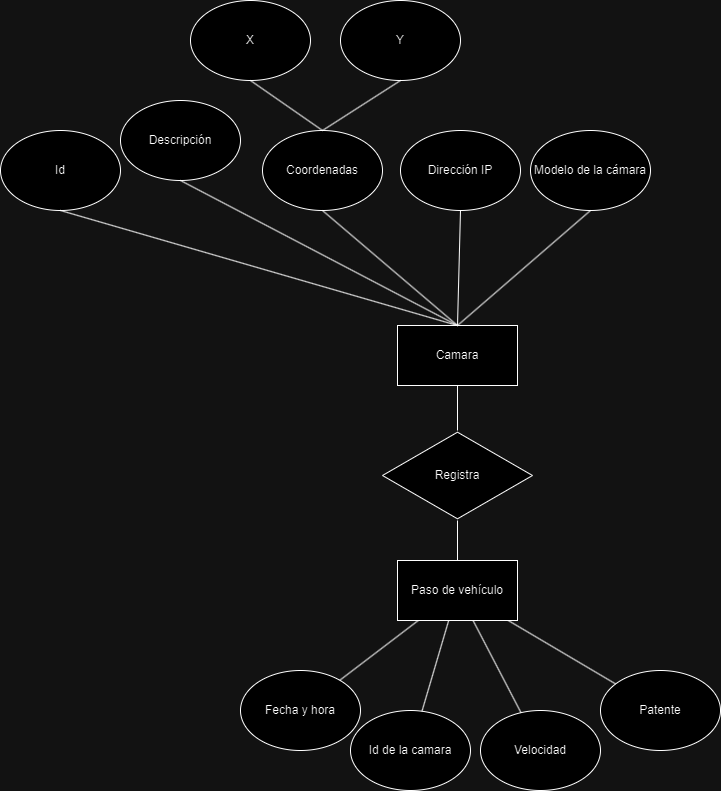 X
Y
Descripción
Id
Coordenadas
Dirección IP
Modelo de la cámara
Camara
Registra
Paso de vehículo
Fecha y hora
Patente
Id de la camara
Velocidad